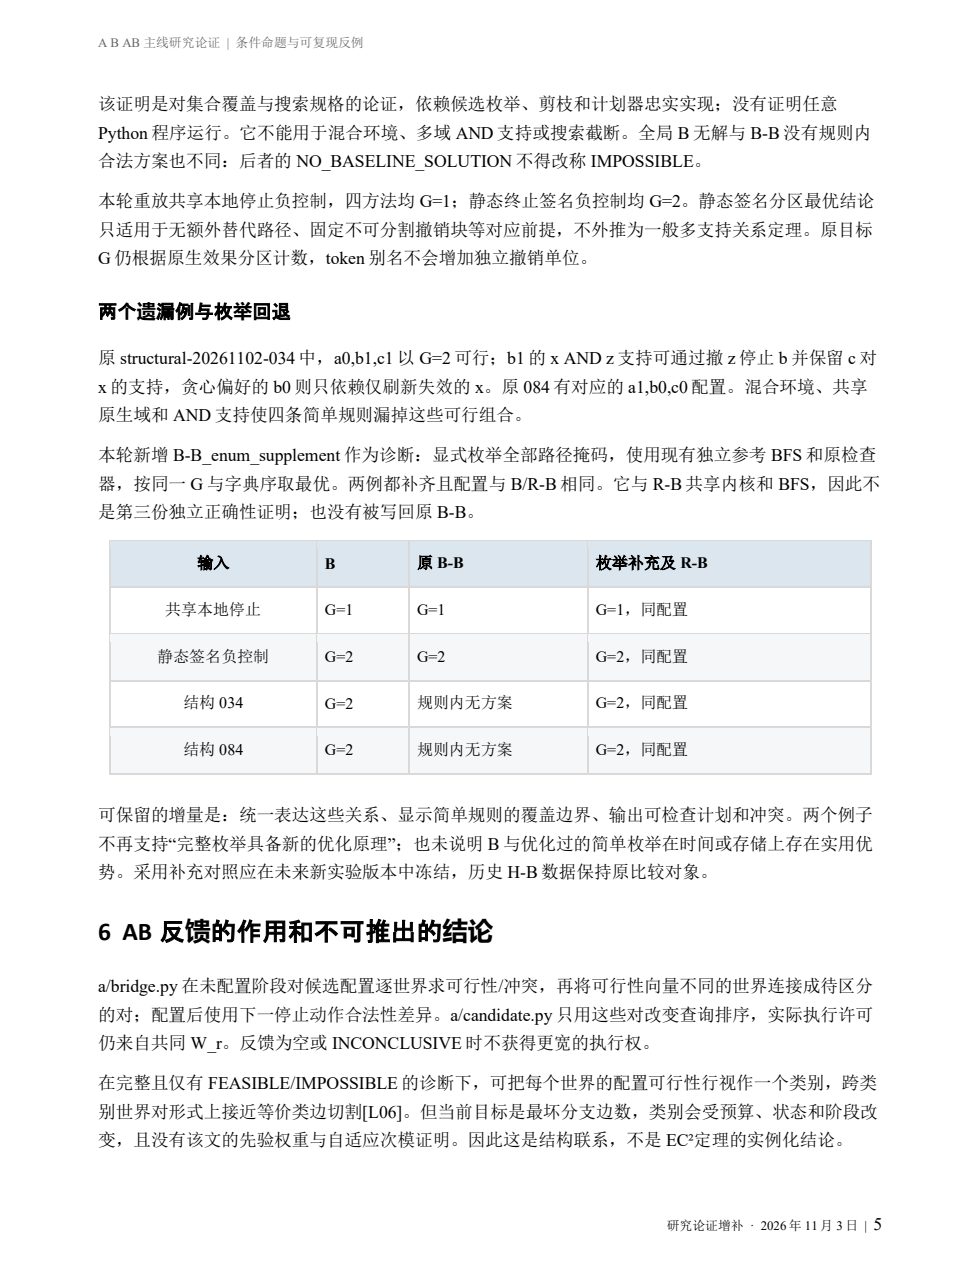 A B AB 主线研究论证 | 条件命题与可复现反例
该证明是对集合覆盖与搜索规格的论证，依赖候选枚举、剪枝和计划器忠实实现；没有证明任意
Python 程序运行。它不能用于混合环境、多域 AND 支持或搜索截断。全局 B 无解与 B-B 没有规则内
合法方案也不同：后者的 NO_BASELINE_SOLUTION 不得改称 IMPOSSIBLE。
本轮重放共享本地停止负控制，四方法均 G=1；静态终止签名负控制均 G=2。静态签名分区最优结论
只适用于无额外替代路径、固定不可分割撤销块等对应前提，不外推为一般多支持关系定理。原目标
G 仍根据原生效果分区计数，token 别名不会增加独立撤销单位。
两个遗漏例与枚举回退
原 structural-20261102-034 中，a0,b1,c1 以 G=2 可行；b1 的 x AND z 支持可通过撤 z 停止 b 并保留 c 对
x 的支持，贪心偏好的 b0 则只依赖仅刷新失效的 x。原 084 有对应的 a1,b0,c0 配置。混合环境、共享
原生域和 AND 支持使四条简单规则漏掉这些可行组合。
本轮新增 B-B_enum_supplement 作为诊断：显式枚举全部路径掩码，使用现有独立参考 BFS 和原检查
器，按同一 G 与字典序取最优。两例都补齐且配置与 B/R-B 相同。它与 R-B 共享内核和 BFS，因此不
是第三份独立正确性证明；也没有被写回原 B-B。
输入 B 原 B-B 枚举补充及 R-B
共享本地停止 G=1 G=1 G=1，同配置
静态签名负控制 G=2 G=2 G=2，同配置
结构 034 G=2 规则内无方案 G=2，同配置
结构 084 G=2 规则内无方案 G=2，同配置
可保留的增量是：统一表达这些关系、显示简单规则的覆盖边界、输出可检查计划和冲突。两个例子
不再支持“完整枚举具备新的优化原理”；也未说明 B 与优化过的简单枚举在时间或存储上存在实用优
势。采用补充对照应在未来新实验版本中冻结，历史 H-B 数据保持原比较对象。
6 AB 反馈的作用和不可推出的结论
a/bridge.py 在未配置阶段对候选配置逐世界求可行性/冲突，再将可行性向量不同的世界连接成待区分
的对；配置后使用下一停止动作合法性差异。a/candidate.py 只用这些对改变查询排序，实际执行许可
仍来自共同 W_r。反馈为空或 INCONCLUSIVE 时不获得更宽的执行权。
在完整且仅有 FEASIBLE/IMPOSSIBLE 的诊断下，可把每个世界的配置可行性行视作一个类别，跨类
别世界对形式上接近等价类边切割[L06]。但当前目标是最坏分支边数，类别会受预算、状态和阶段改
变，且没有该文的先验权重与自适应次模证明。因此这是结构联系，不是 EC²定理的实例化结论。
研究论证增补 · 2026 年 11 月 3 日 | 5